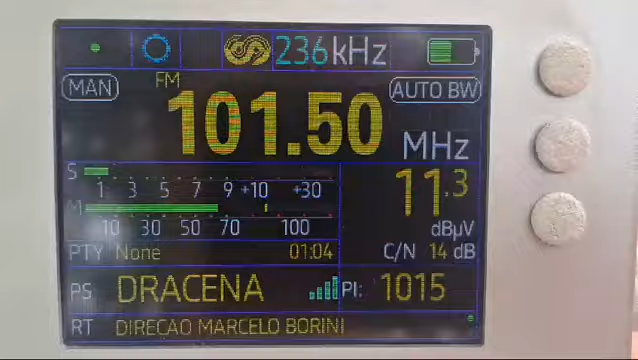 236kHz
MAN FM AUTO BW
101.50 MHz
S
1 3 5 7 9 +10 +30
M
10 30 50 70 100
11.3 dBµV
C/N 14 dB
PTY None 01:04
PS DRACENA PI: 1015
RT DIRECAO MARCELO BORINI